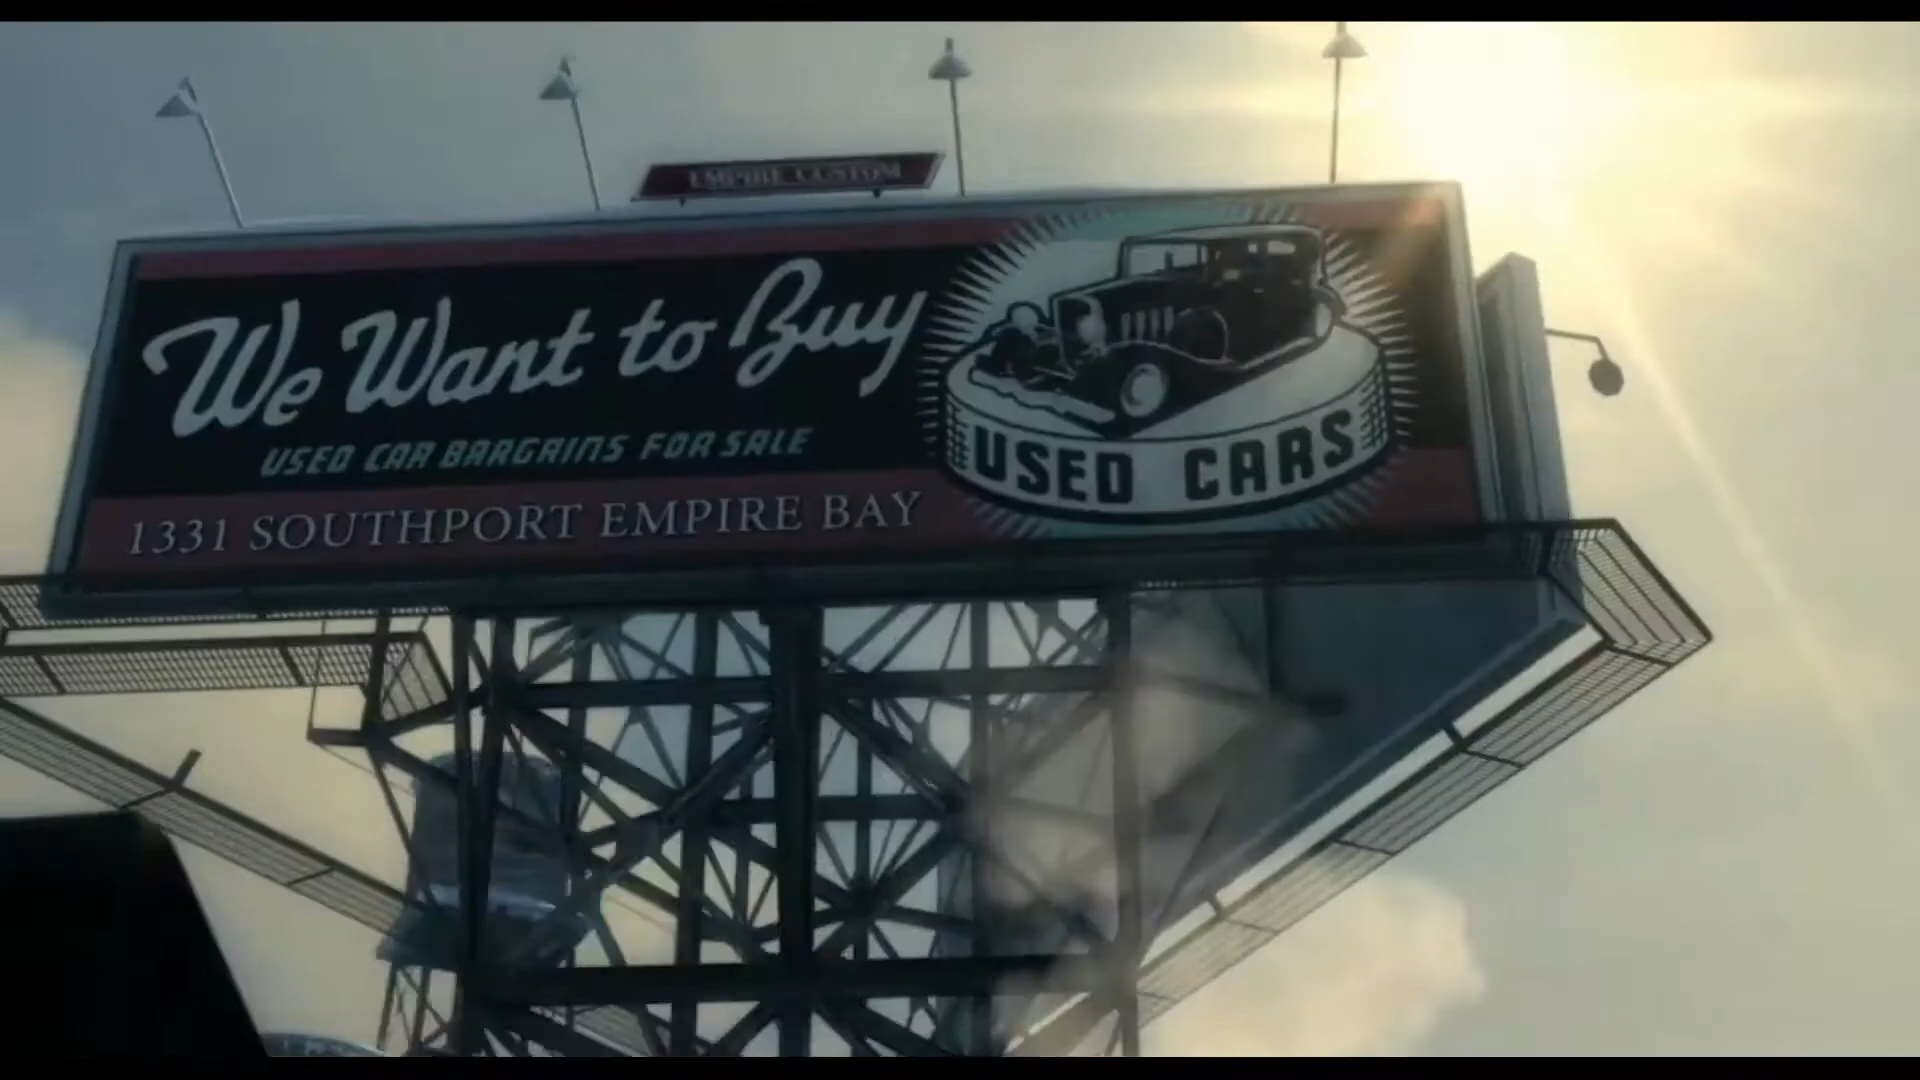 EMPIRE CUSTOM
We Want to Buy
USED CAR BARGAINS FOR SALE
1331 SOUTHPORT EMPIRE BAY
USED CARS